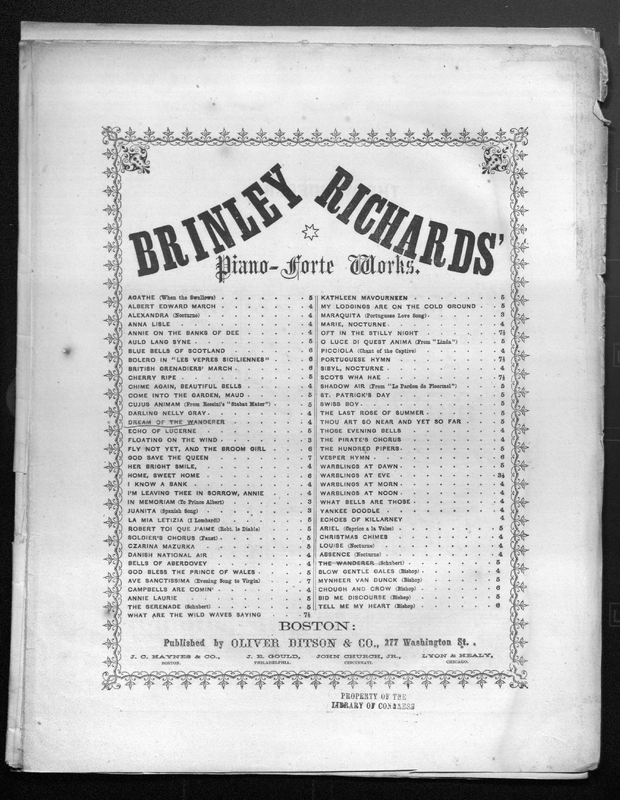 BRINLEY RICHARDS'
Piano-Forte Works.
AGATHE (When the Swallows) 5
ALBERT EDWARD MARCH 4
ALEXANDRA (Nocturne) 4
ANNA LISLE 4
ANNIE ON THE BANKS OF DEE 4
AULD LANG SYNE 5
BLUE BELLS OF SCOTLAND 6
BOLERO IN "LES VEPRES SICILIENNES" 6
BRITISH GRENADIERS' MARCH 6
CHERRY RIPE 5
CHIME AGAIN, BEAUTIFUL BELLS 4
COME INTO THE GARDEN, MAUD 5
CUJUS ANIMAM (From Rossini's "Stabat Mater") 5
DARLING NELLY GRAY 4
DREAM OF THE WANDERER 4
ECHO OF LUCERNE 5
FLOATING ON THE WIND 3
FLY NOT YET, AND THE BROOM GIRL 6
GOD SAVE THE QUEEN 7
HER BRIGHT SMILE, 4
HOME, SWEET HOME 6
I KNOW A BANK 4
I'M LEAVING THEE IN SORROW, ANNIE 4
IN MEMORIAM (To Prince Albert) 3
JUANITA (Spanish Song) 3
LA MIA LETIZIA (I Lombardi) 5
ROBERT TOI QUE J'AIME (Robt. le Diable) 5
SOLDIER'S CHORUS (Faust) 5
CZARINA MAZURKA 5
DANISH NATIONAL AIR 4
BELLS OF ABERDOVEY 4
GOD BLESS THE PRINCE OF WALES 5
AVE SANCTISSIMA (Evening Song to Virgin) 7
CAMPBELLS ARE COMIN' 4
ANNIE LAURIE 5
THE SERENADE (Schubert) 5
WHAT ARE THE WILD WAVES SAYING 7½
KATHLEEN MAVOURNEEN 5
MY LODGINGS ARE ON THE COLD GROUND 5
MARAQUITA (Portuguese Love Song) 3
MARIE, NOCTURNE 4
OFT IN THE STILLY NIGHT 7½
O LUCE DI QUEST ANIMA (From "Linda") 5
PICCIOLA (Chant of the Captive) 4
PORTUGUESE HYMN 7½
SIBYL, NOCTURNE 4
SCOTS WHA HAE 7½
SHADOW AIR (From "Le Pardon de Ploermel") 5
ST. PATRICK'S DAY 5
SWISS BOY 5
THE LAST ROSE OF SUMMER 5
THOU ART SO NEAR AND YET SO FAR 5
THOSE EVENING BELLS 4
THE PIRATE'S CHORUS 4
THE HUNDRED PIPERS 5
VESPER HYMN 6
WARBLINGS AT DAWN 5
WARBLINGS AT EVE 3½
WARBLINGS AT MORN 4
WARBLINGS AT NOON 4
WHAT BELLS ARE THOSE 4
YANKEE DOODLE 4
ECHOES OF KILLARNEY 4
ARIEL (Caprice a la Valse) 5
CHRISTMAS CHIMES 4
LOUISE (Nocturne) 4
ABSENCE (Nocturne) 4
THE WANDERER (Schubert) 5
BLOW GENTLE GALES (Bishop) 4
MYNHEER VAN DUNCK (Bishop) 5
CHOUGH AND CROW (Bishop) 6
BID ME DISCOURSE (Bishop) 5
TELL ME MY HEART (Bishop) 6
BOSTON:
Published by OLIVER DITSON & CO., 277 Washington St.
J. C. HAYNES & CO., J. E. GOULD, JOHN CHURCH, JR., LYON & HEALY,
BOSTON. PHILADELPHIA. CINCINNATI. CHICAGO.
PROPERTY OF THE
LIBRARY OF CONGRESS